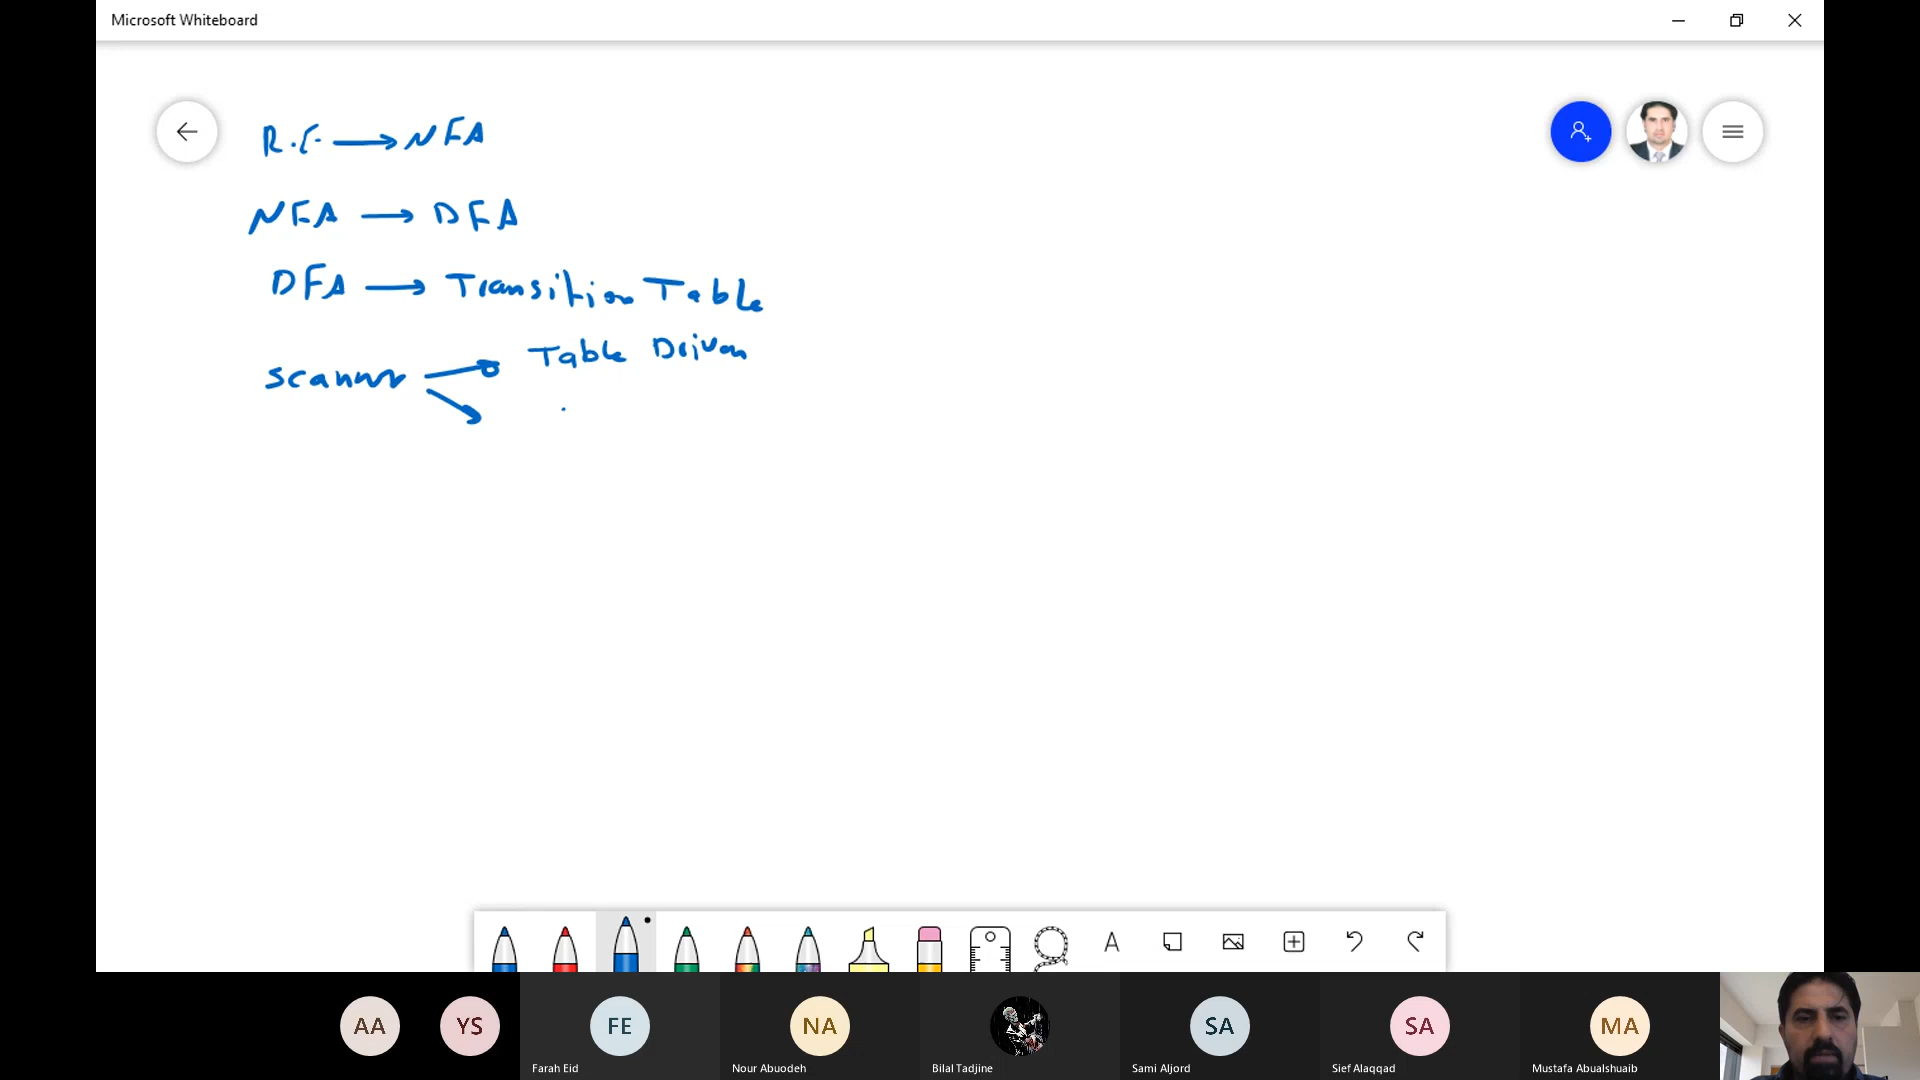 Microsoft Whiteboard
R.E → NFA
NFA → DFA
DFA → Transition Table
Table Driven
Scanner
A
AA
YS
FE
NA
SA
SA
MA
Farah Eid
Nour Abuodeh
Bilal Tadjine
Sami Aljord
Sief Alaqqad
Mustafa Abualshuaib